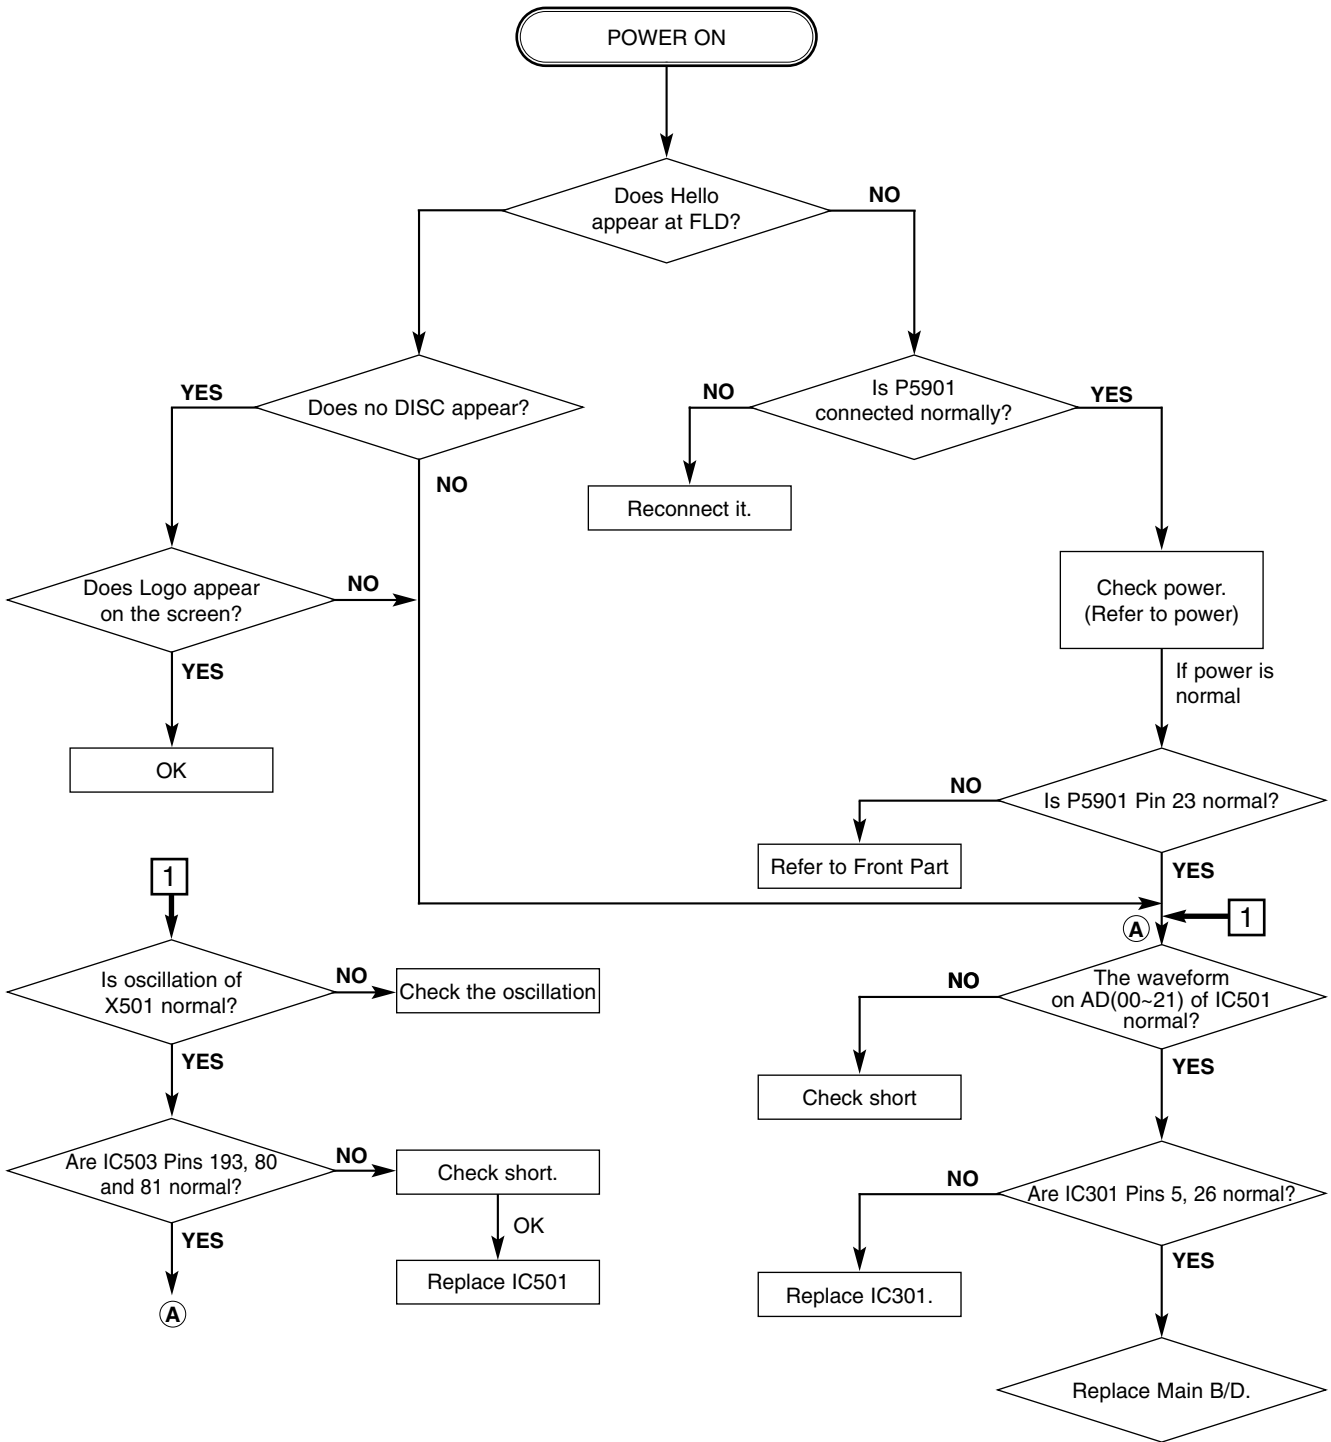 POWER ON
Does Hello
appear at FLD?
NO
YES
Does no DISC appear?
NO
NO
Is P5901
connected normally?
YES
Reconnect it.
Does Logo appear
on the screen?
NO
YES
OK
Check power.
(Refer to power)
If power is
normal
NO
Is P5901 Pin 23 normal?
Refer to Front Part
YES
1
A
1
Is oscillation of
X501 normal?
NO
Check the oscillation
YES
NO
The waveform
on AD(00~21) of IC501
normal?
YES
Check short
Are IC503 Pins 193, 80
and 81 normal?
NO
Check short.
OK
Replace IC501
YES
A
NO
Are IC301 Pins 5, 26 normal?
YES
Replace IC301.
Replace Main B/D.